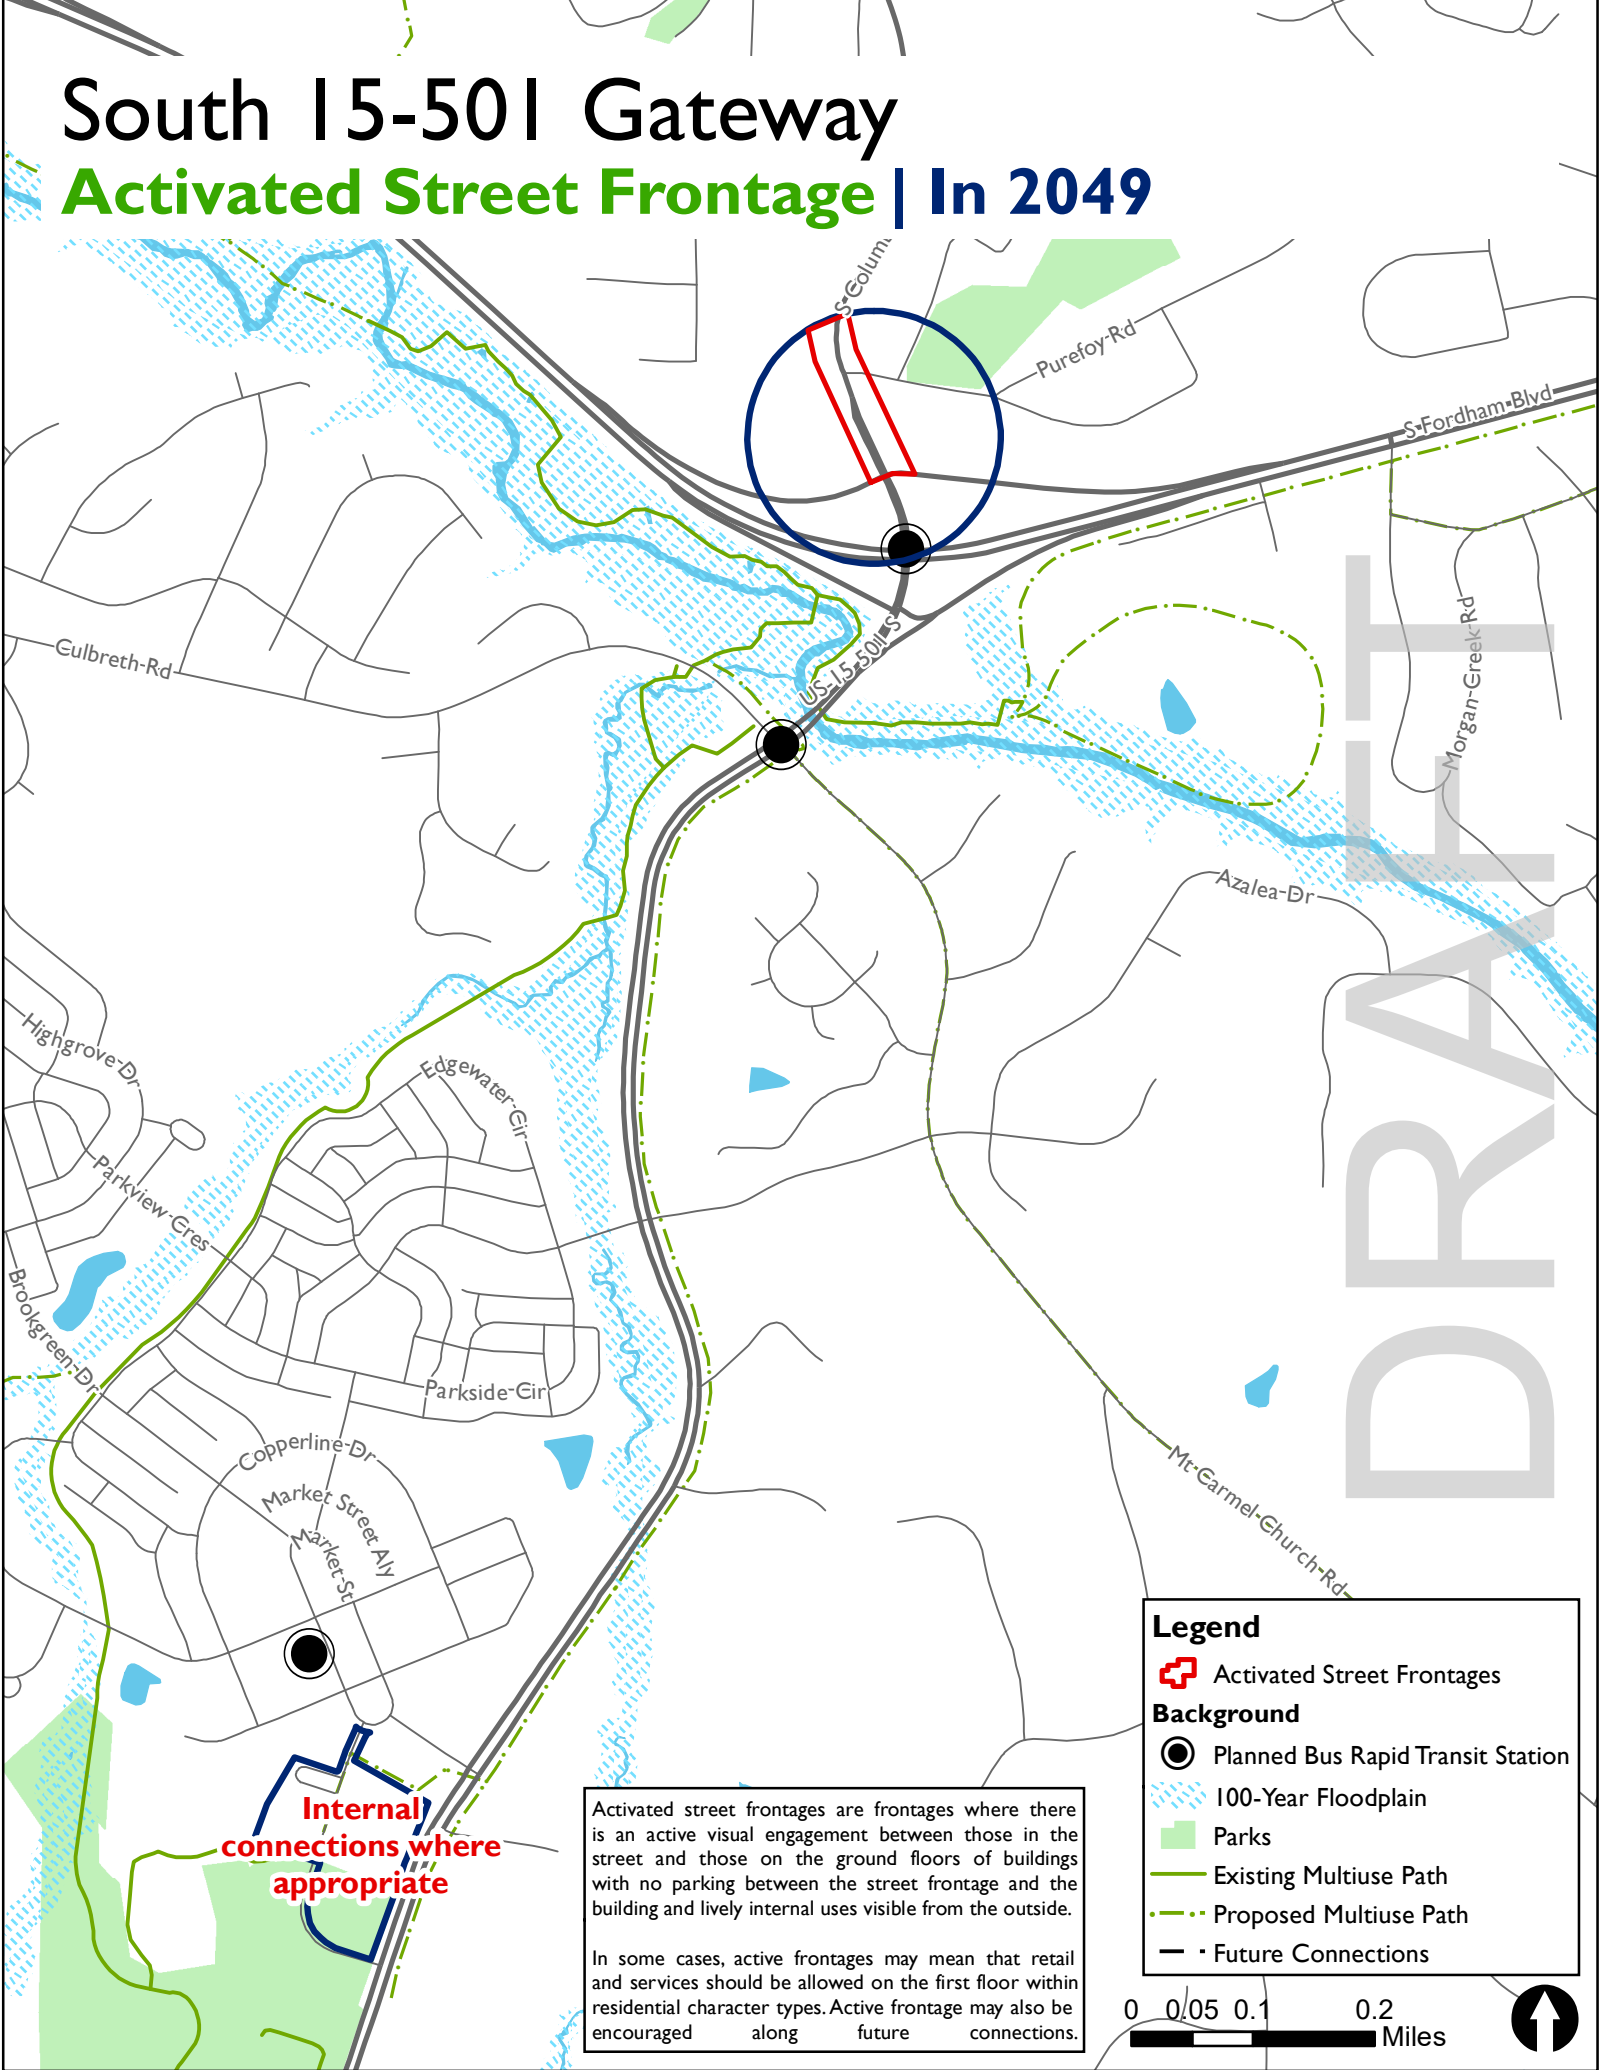 South 15-501 Gateway
Activated Street Frontage | In 2049
S Colum
Purefoy-Rd
S-Fordham-Blvd
Culbreth-Rd
US-15-501 S
Morgan-Creek-Rd
Azalea-Dr
DRAFT
Highgrove-Dr
Edgewater-Cir
Parkview-Cres
Brookgreen-Dr
Parkside-Cir
Copperline-Dr
Market Street Aly
Market-St
Mt-Carmel-Church-Rd
Internal
connections where
appropriate
Activated street frontages are frontages where there
is an active visual engagement between those in the
street and those on the ground floors of buildings
with no parking between the street frontage and the
building and lively internal uses visible from the outside.
In some cases, active frontages may mean that retail
and services should be allowed on the first floor within
residential character types. Active frontage may also be
encouraged along future connections.
Legend
Activated Street Frontages
Background
Planned Bus Rapid Transit Station
100-Year Floodplain
Parks
Existing Multiuse Path
Proposed Multiuse Path
Future Connections
0 0.05 0.1 0.2
Miles